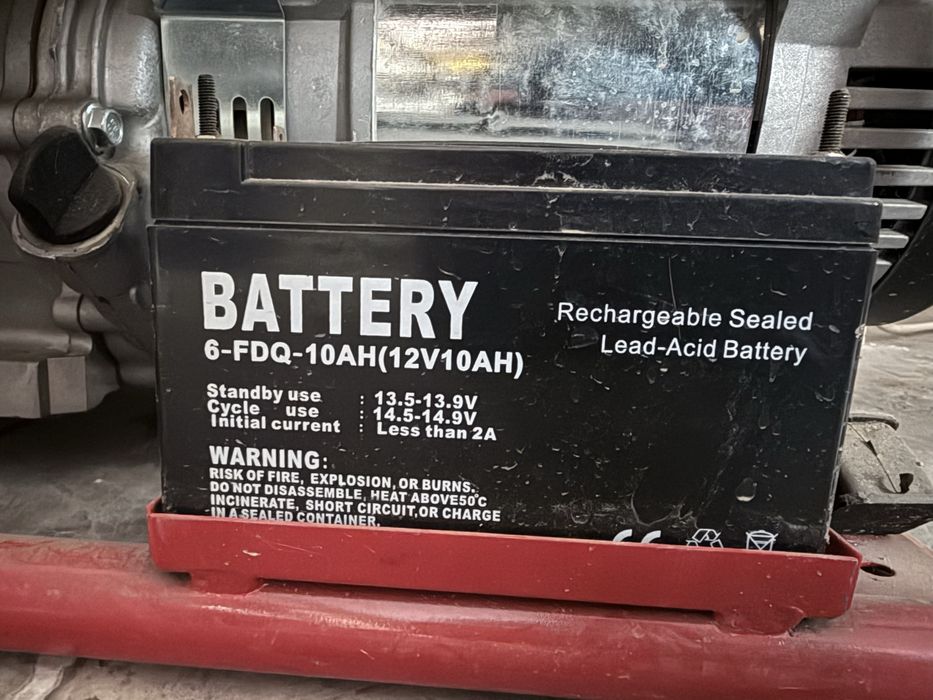 BATTERY
6-FDQ-10AH(12V10AH)
Rechargeable Sealed
Lead-Acid Battery
Standby use : 13.5-13.9V
Cycle use : 14.5-14.9V
Initial current : Less than 2A
WARNING:
RISK OF FIRE, EXPLOSION, OR BURNS.
DO NOT DISASSEMBLE, HEAT ABOVE50°C
INCINERATE, SHORT CIRCUIT,OR CHARGE
IN A SEALED CONTAINER.
CE